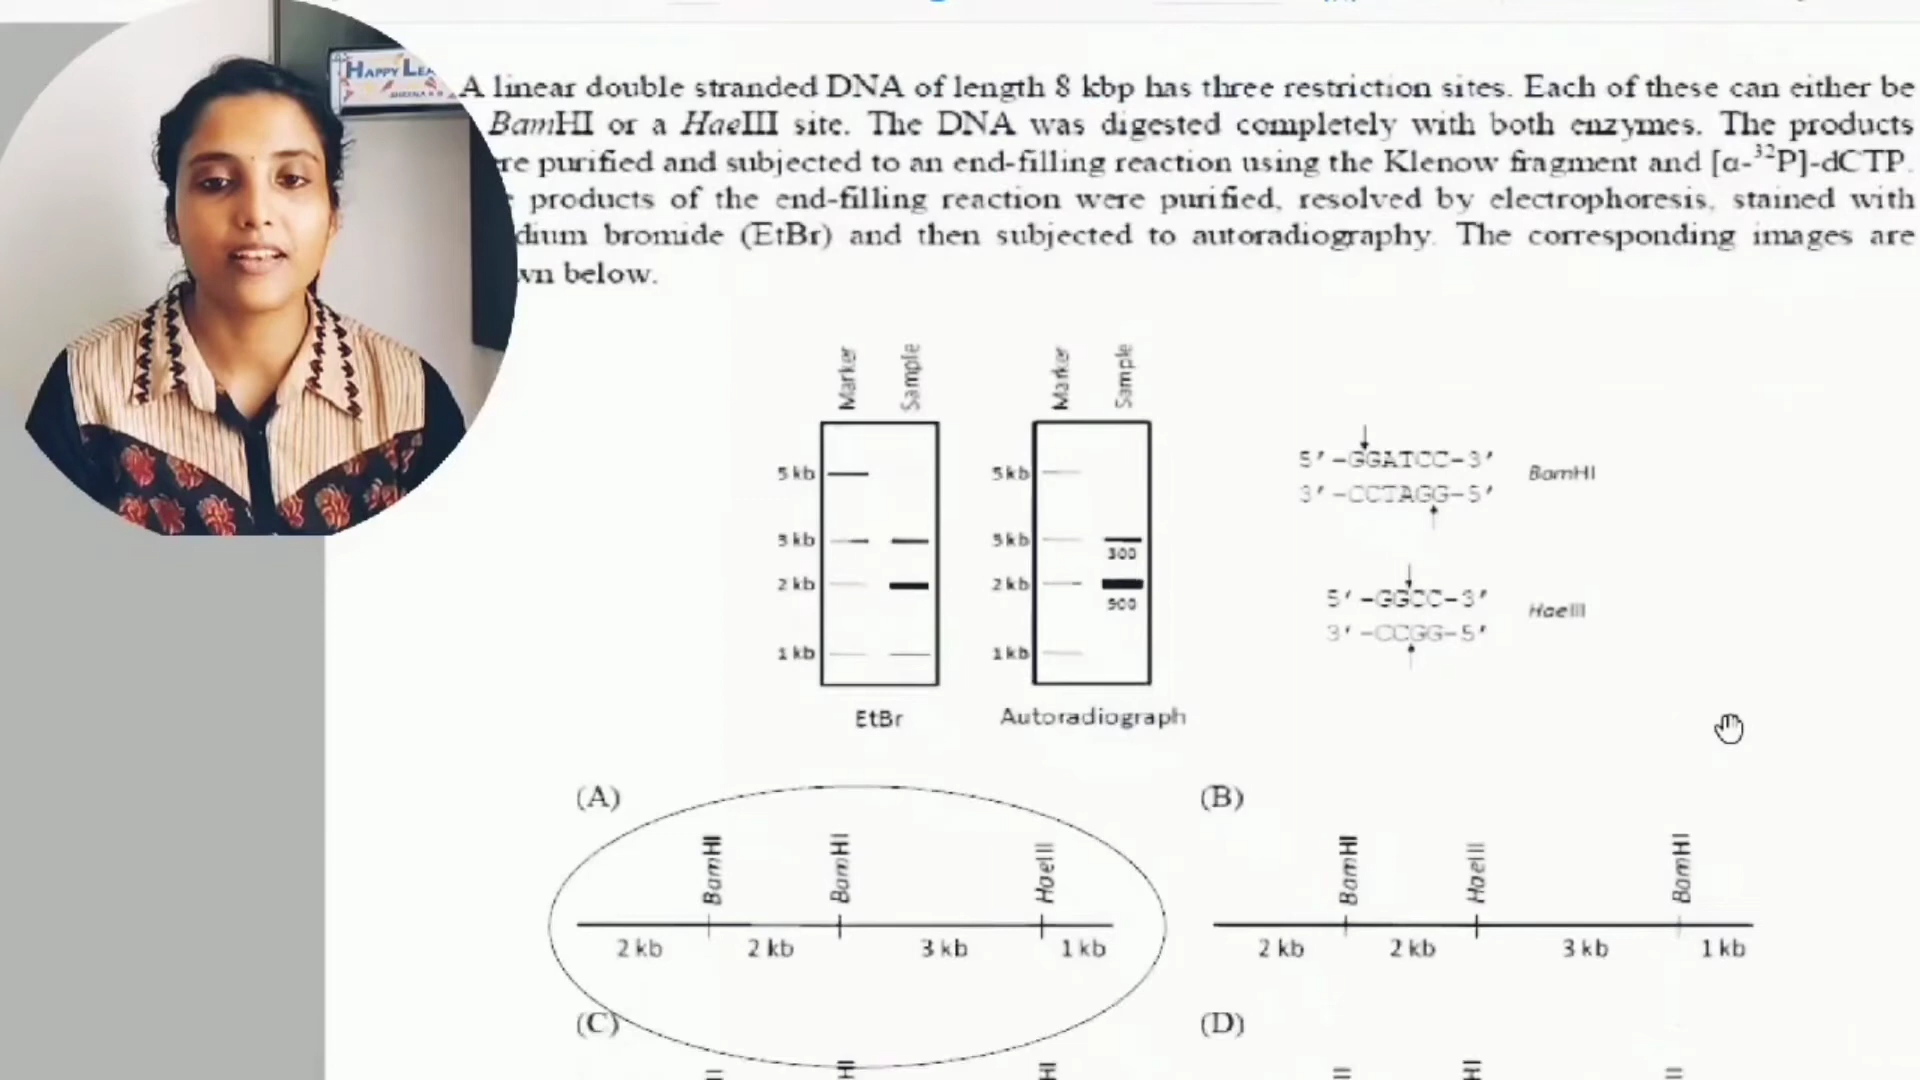 HAPPY LEA
A linear double stranded DNA of length 8 kbp has three restriction sites. Each of these can either be
BamHI or a HaeIII site. The DNA was digested completely with both enzymes. The products
re purified and subjected to an end-filling reaction using the Klenow fragment and [α-³²P]-dCTP.
products of the end-filling reaction were purified, resolved by electrophoresis, stained with
dium bromide (EtBr) and then subjected to autoradiography. The corresponding images are
wn below.
Marker Sample Marker Sample
5 kb 5 kb
3 kb 3 kb
300
2 kb 2 kb
900
1 kb 1 kb
EtBr Autoradiograph
5′-GGATCC-3′
3′-CCTAGG-5′
BamHI
5′-GGCC-3′
3′-CCGG-5′
HaeIII
(A) (B)
BamHI BamHI HaeIII BamHI HaeIII BamHI
2 kb 2 kb 3 kb 1 kb 2 kb 2 kb 3 kb 1 kb
(C) (D)